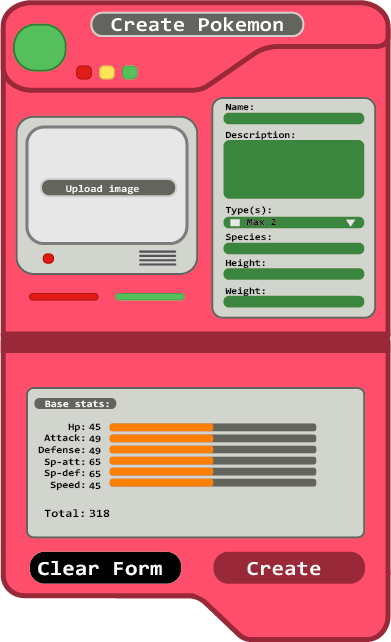 Create Pokemon
Upload image
Name:
Description:
Type(s):
Max 2
Species:
Height:
Weight:
Base stats:
Hp: 45
Attack: 49
Defense: 49
Sp-att: 65
Sp-def: 65
Speed: 45
Total: 318
Clear Form
Create